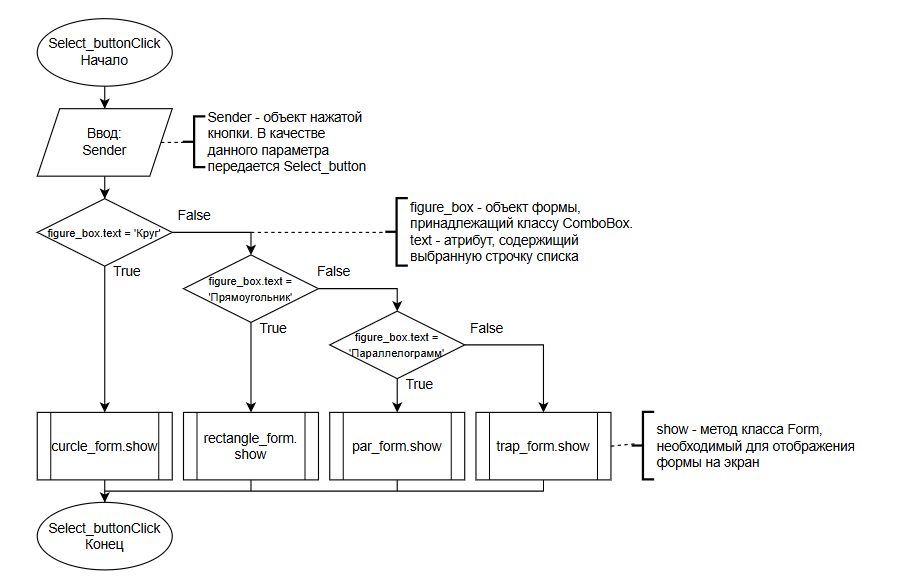 Select_buttonClick
Начало
Ввод:
Sender
Sender - объект нажатой
кнопки. В качестве
данного параметра
передается Select_button
figure_box.text = 'Круг'
False
True
figure_box - объект формы,
принадлежащий классу ComboBox.
text - атрибут, содержищий
выбранную строчку списка
figure_box.text =
'Прямоугольник'
False
True
figure_box.text =
'Параллелограмм'
False
True
curcle_form.show
rectangle_form.
show
par_form.show
trap_form.show
show - метод класса Form,
необходимый для отображения
формы на экран
Select_buttonClick
Конец